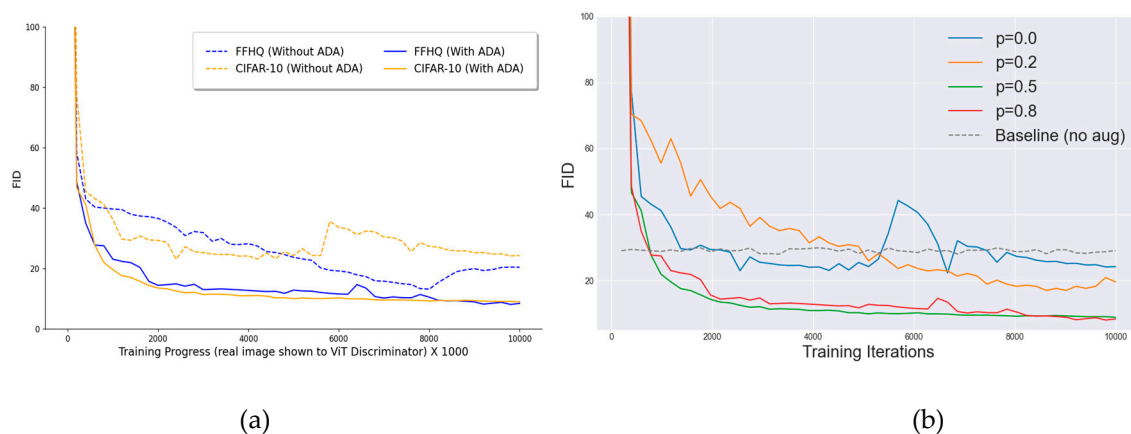 100
80
60
40
20
0
FID
FFHQ (Without ADA)
CIFAR-10 (Without ADA)
FFHQ (With ADA)
CIFAR-10 (With ADA)
0 2000 4000 6000 8000 10000
Training Progress (real image shown to ViT Discriminator) X 1000
(a)
100
80
60
40
20
FID
p=0.0
p=0.2
p=0.5
p=0.8
Baseline (no aug)
0 2000 4000 6000 8000 10000
Training Iterations
(b)